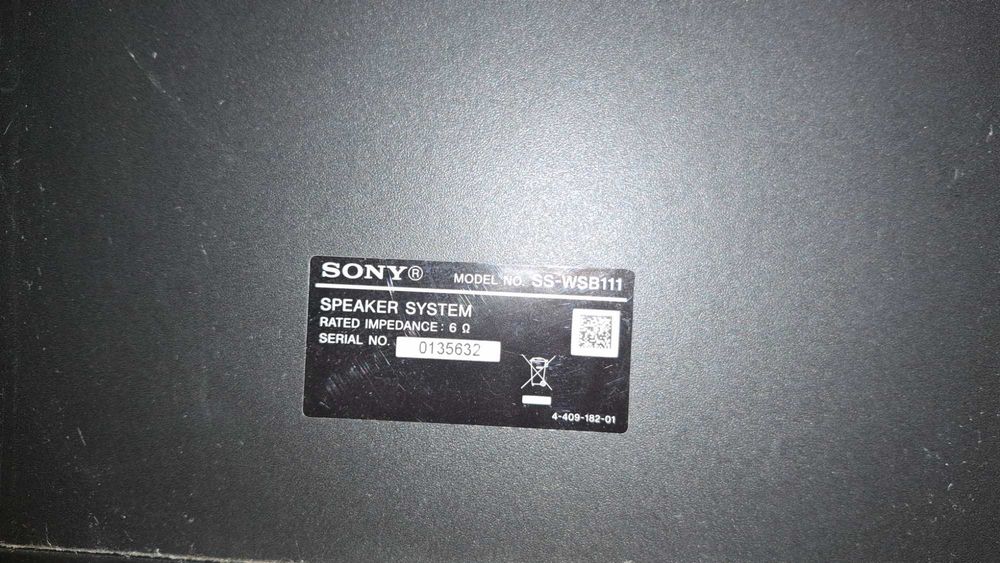 SONY® MODEL NO. SS-WSB111
SPEAKER SYSTEM
RATED IMPEDANCE: 6 Ω
SERIAL NO. 0135632
4-409-182-01